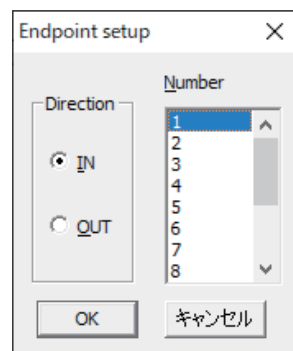 Endpoint setup
Number
Direction
IN
OUT
1
2
3
4
5
6
7
8
OK
キャンセル